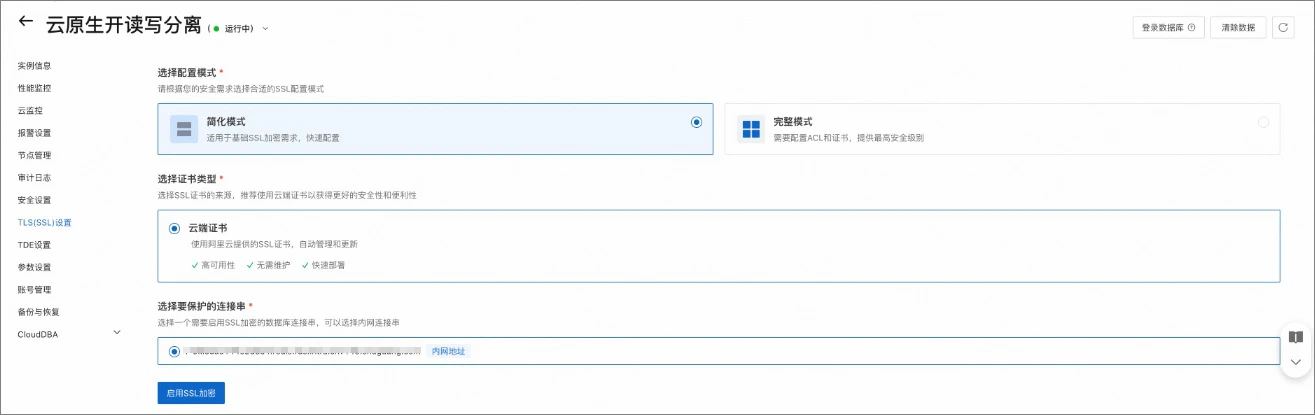 云原生开读写分离 (● 运行中)
登录数据库
清除数据
实例信息
性能监控
云监控
报警设置
节点管理
审计日志
安全设置
TLS(SSL)设置
TDE设置
参数设置
账号管理
备份与恢复
CloudDBA
选择配置模式 *
请根据您的安全需求选择合适的SSL配置模式
简化模式
适用于基础SSL加密需求，快速配置
完整模式
需要配置ACL和证书，提供最高安全级别
选择证书类型 *
选择SSL证书的来源，推荐使用云端证书以获得更好的安全性和便利性
云端证书
使用阿里云提供的SSL证书，自动管理和更新
高可用性
无需维护
快速部署
选择要保护的连接串 *
选择一个需要启用SSL加密的数据库连接串，可以选择内网连接串
内网地址
启用SSL加密